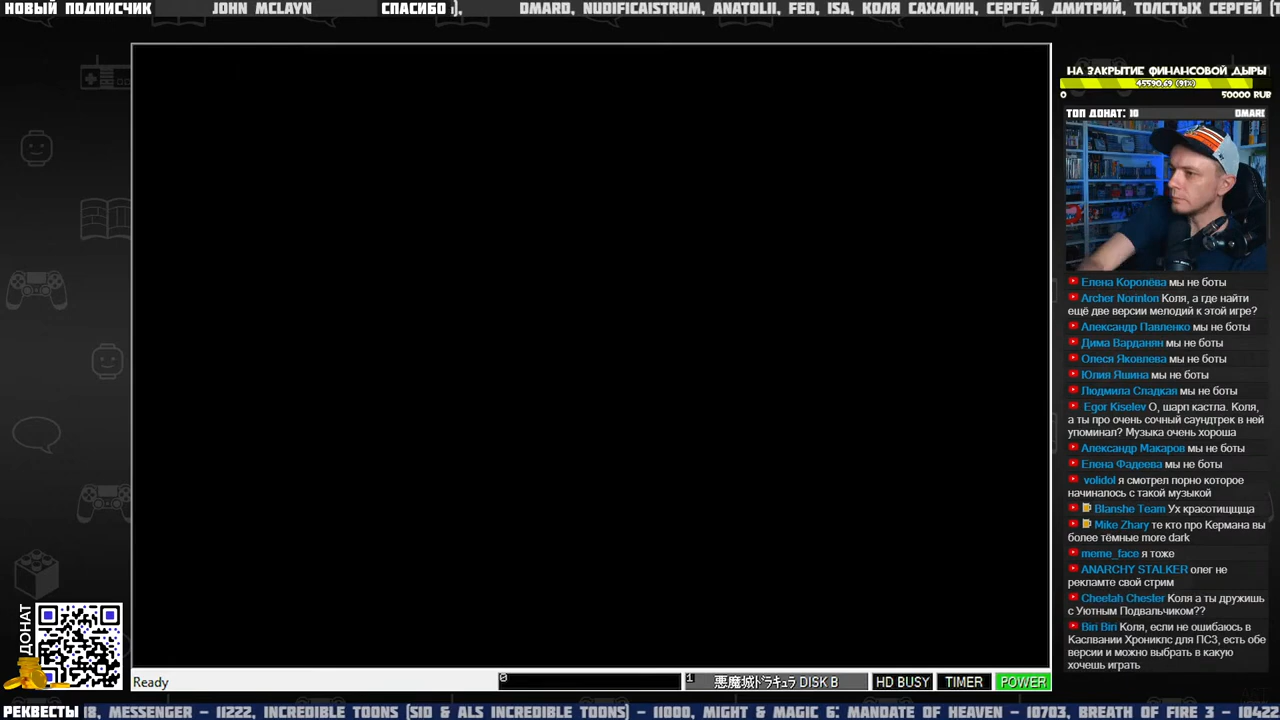 НОВЫЙ ПОДПИСЧИК JOHN MCLAYN СПАСИБО :), DMARD, NUDIFICAISTRUM, ANATOLII, FED, ISA, КОЛЯ САХАЛИН, СЕРГЕЙ, ДМИТРИЙ, ТОЛСТЫХ СЕРГЕЙ
НА ЗАКРЫТИЕ ФИНАНСОВОЙ ДЫРЫ
45590.69 (91%)
0 50000 RUB
ТОП ДОНАТ: 10 DMARD
Елена Королёва мы не боты
Archer Norinton Коля, а где найти
ещё две версии мелодий к этой игре?
Александр Павленко мы не боты
Дима Варданян мы не боты
Олеся Яковлева мы не боты
Юлия Яшина мы не боты
Людмила Сладкая мы не боты
Egor Kiselev О, шарп кастла. Коля,
а ты про очень сочный саундтрек в ней
упоминал? Музыка очень хороша
Александр Макаров мы не боты
Елена Фадеева мы не боты
volidol я смотрел порно которое
начиналось с такой музыкой
Blanshe Team Ух красотищщща
Mike Zhary те кто про Кермана вы
более тёмные more dark
meme_face я тоже
ANARCHY STALKER олег не
рекламте свой стрим
Cheetah Chester Коля а ты дружишь
с Уютным Подвальчиком??
Biri Biri Коля, если не ошибаюсь в
Каслвании Хрониклс для ПС3, есть обе
версии и можно выбрать в какую
хочешь играть
ДОНАТ
Ready 0 1 悪魔城ドラキュラ DISK B HD BUSY TIMER POWER
РЕКВЕСТЫ 18, MESSENGER - 11222, INCREDIBLE TOONS (SID & ALS INCREDIBLE TOONS) - 11000, MIGHT & MAGIC 6: MANDATE OF HEAVEN - 10703, BREATH OF FIRE 3 - 10422